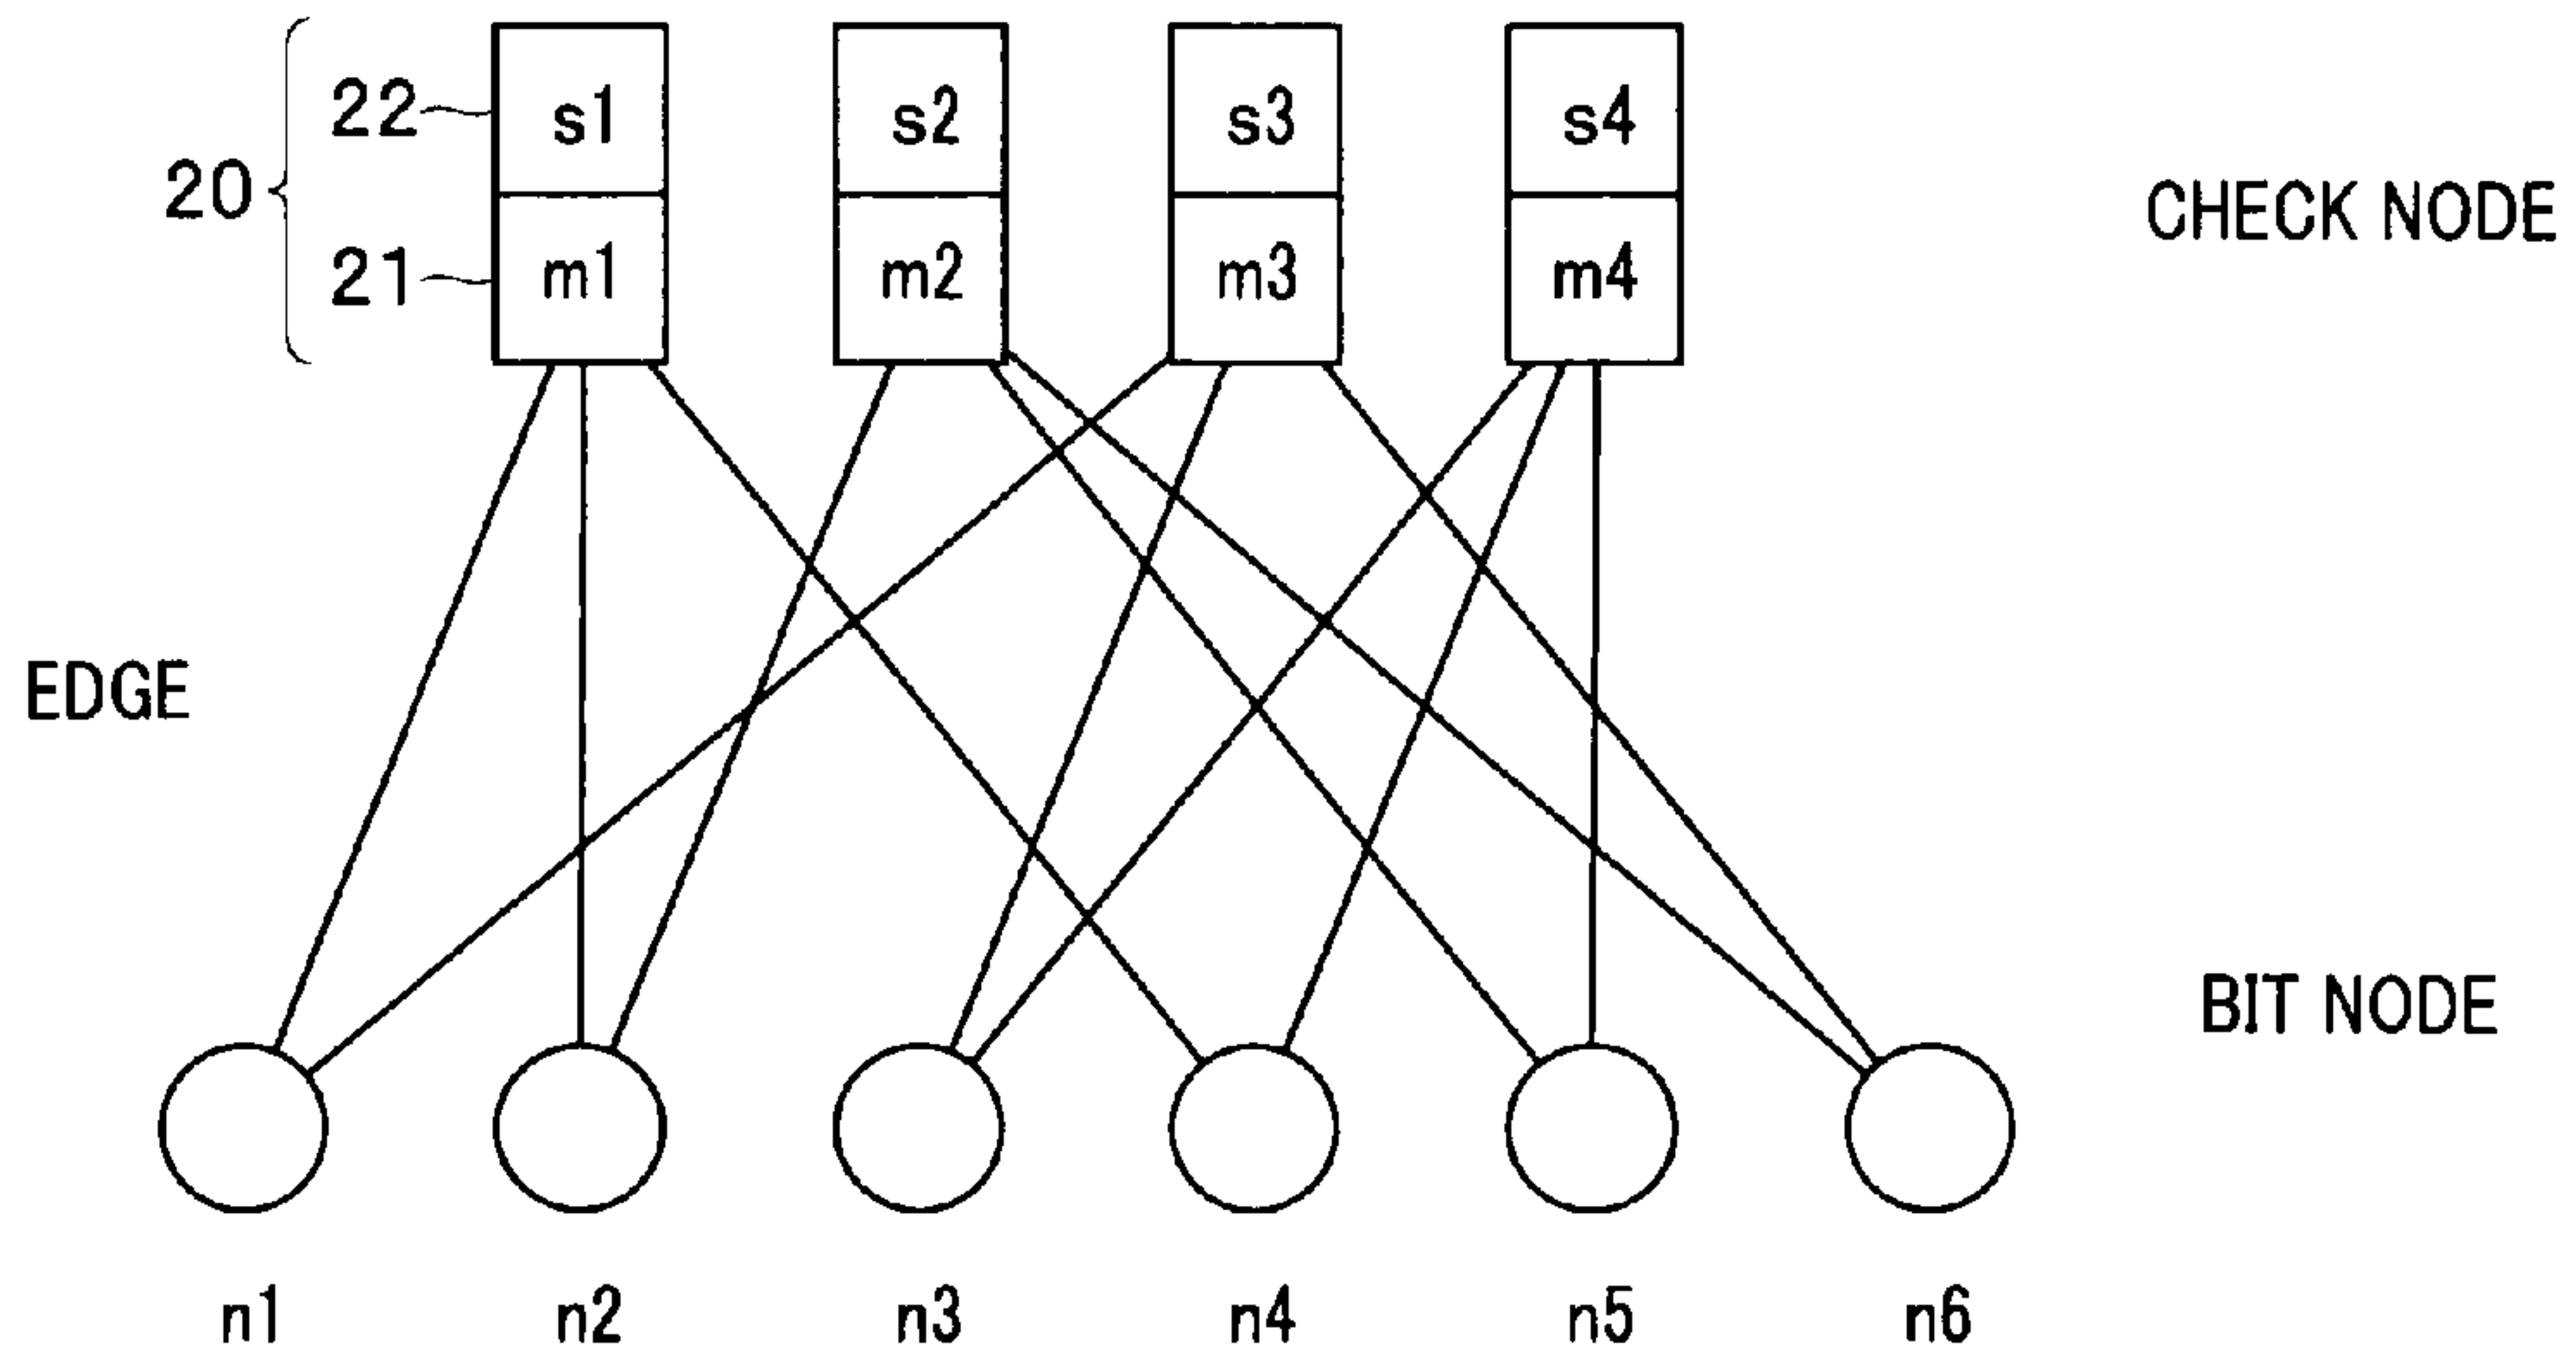 22
s1
s2
s3
s4
20
CHECK NODE
21
m1
m2
m3
m4
EDGE
BIT NODE
n1
n2
n3
n4
n5
n6